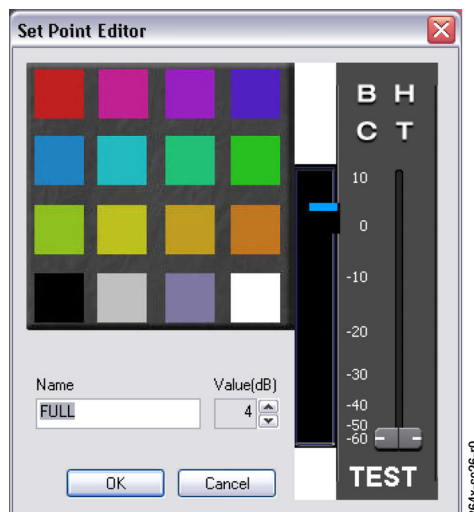 Set Point Editor
B H
C T
10
0
-10
-20
-30
-40
-50
-60
TEST
Name
Value(dB)
FULL
4
OK
Cancel